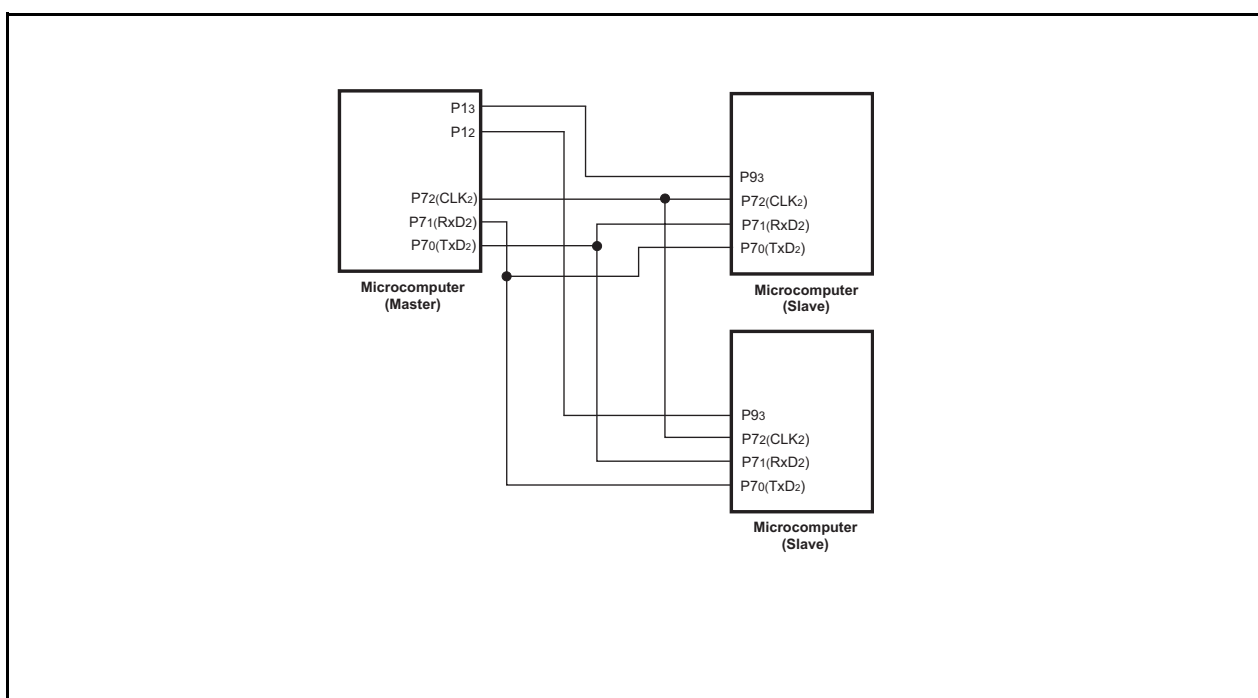 P13
P12
P72(CLK2)
P71(RxD2)
P70(TxD2)
Microcomputer
(Master)
P93
P72(CLK2)
P71(RxD2)
P70(TxD2)
Microcomputer
(Slave)
P93
P72(CLK2)
P71(RxD2)
P70(TxD2)
Microcomputer
(Slave)